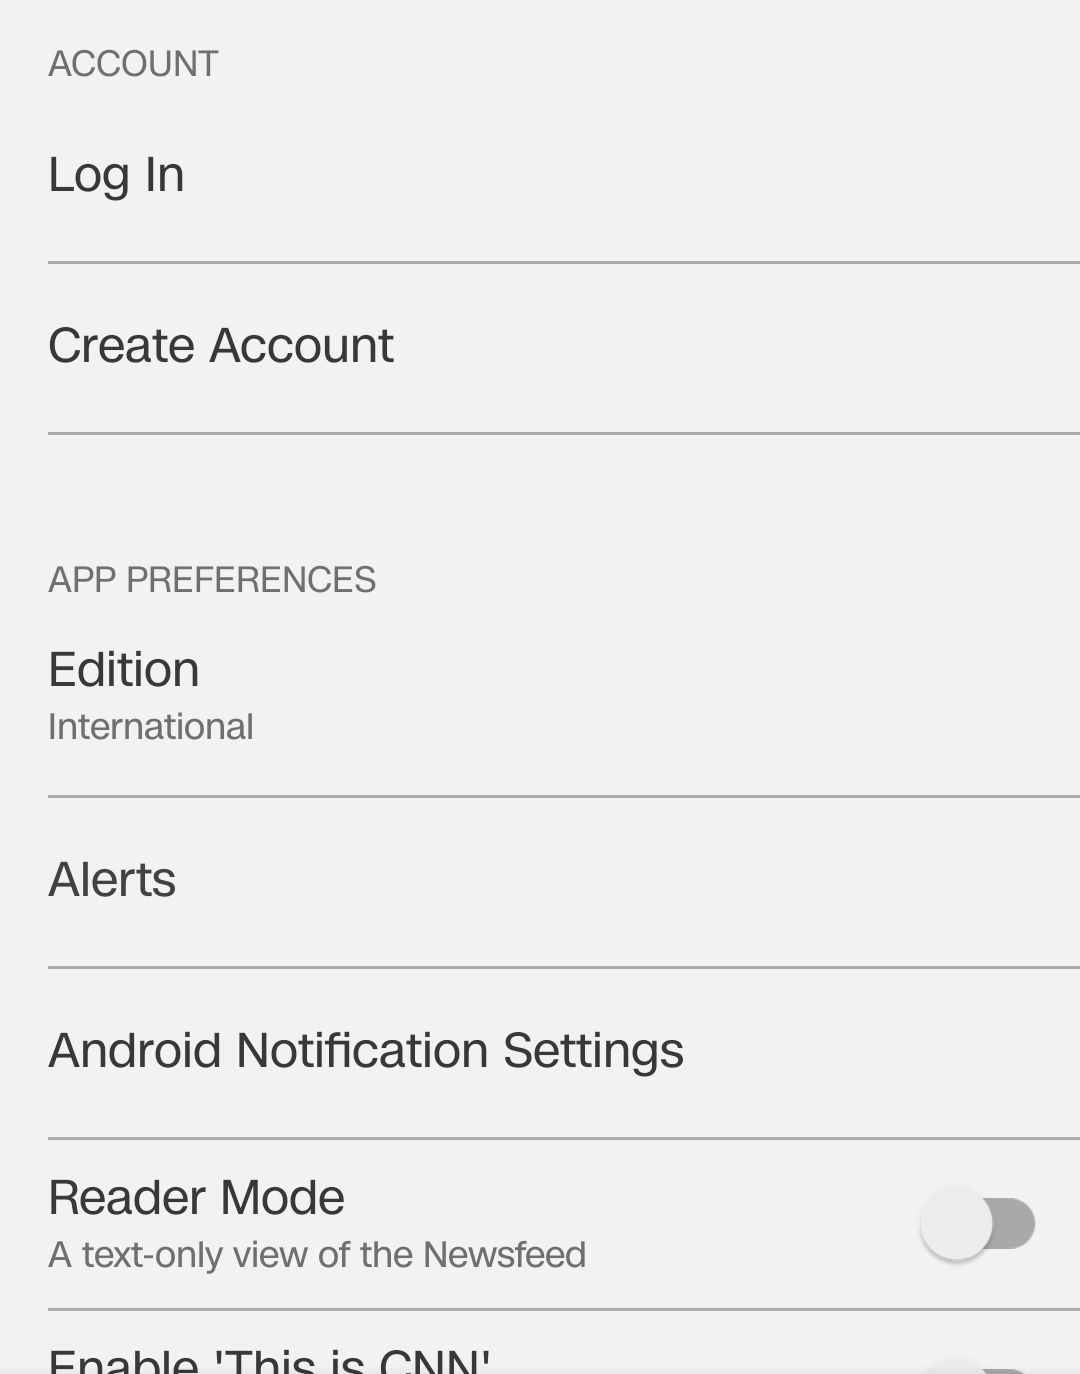 ACCOUNT
Log In
Create Account
APP PREFERENCES
Edition
International
Alerts
Android Notification Settings
Reader Mode
A text-only view of the Newsfeed
Enable 'This is CNN'